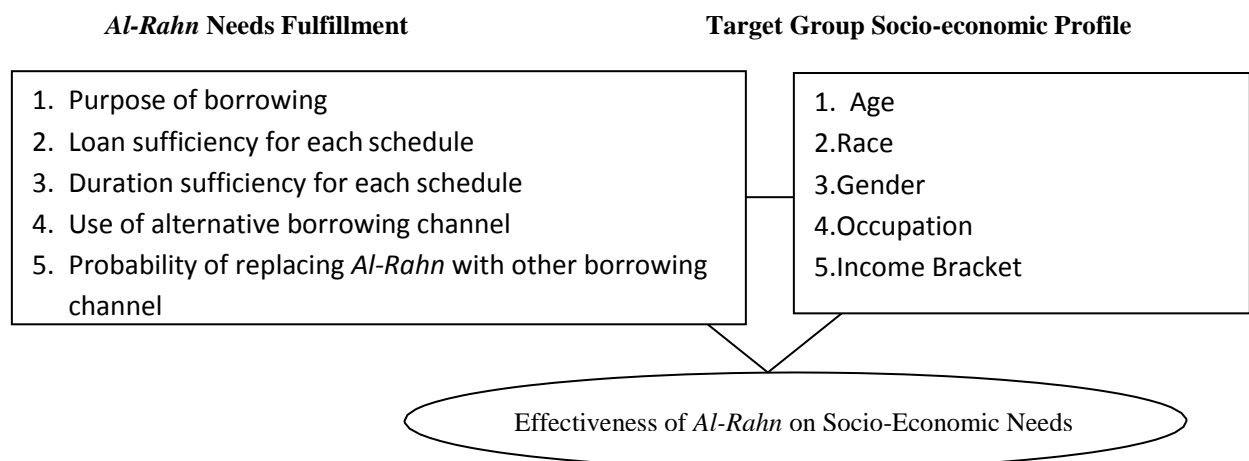 Al-Rahn Needs Fulfillment
Target Group Socio-economic Profile
1. Purpose of borrowing
2. Loan sufficiency for each schedule
3. Duration sufficiency for each schedule
4. Use of alternative borrowing channel
5. Probability of replacing Al-Rahn with other borrowing
channel
1. Age
2.Race
3.Gender
4.Occupation
5.Income Bracket
Effectiveness of Al-Rahn on Socio-Economic Needs